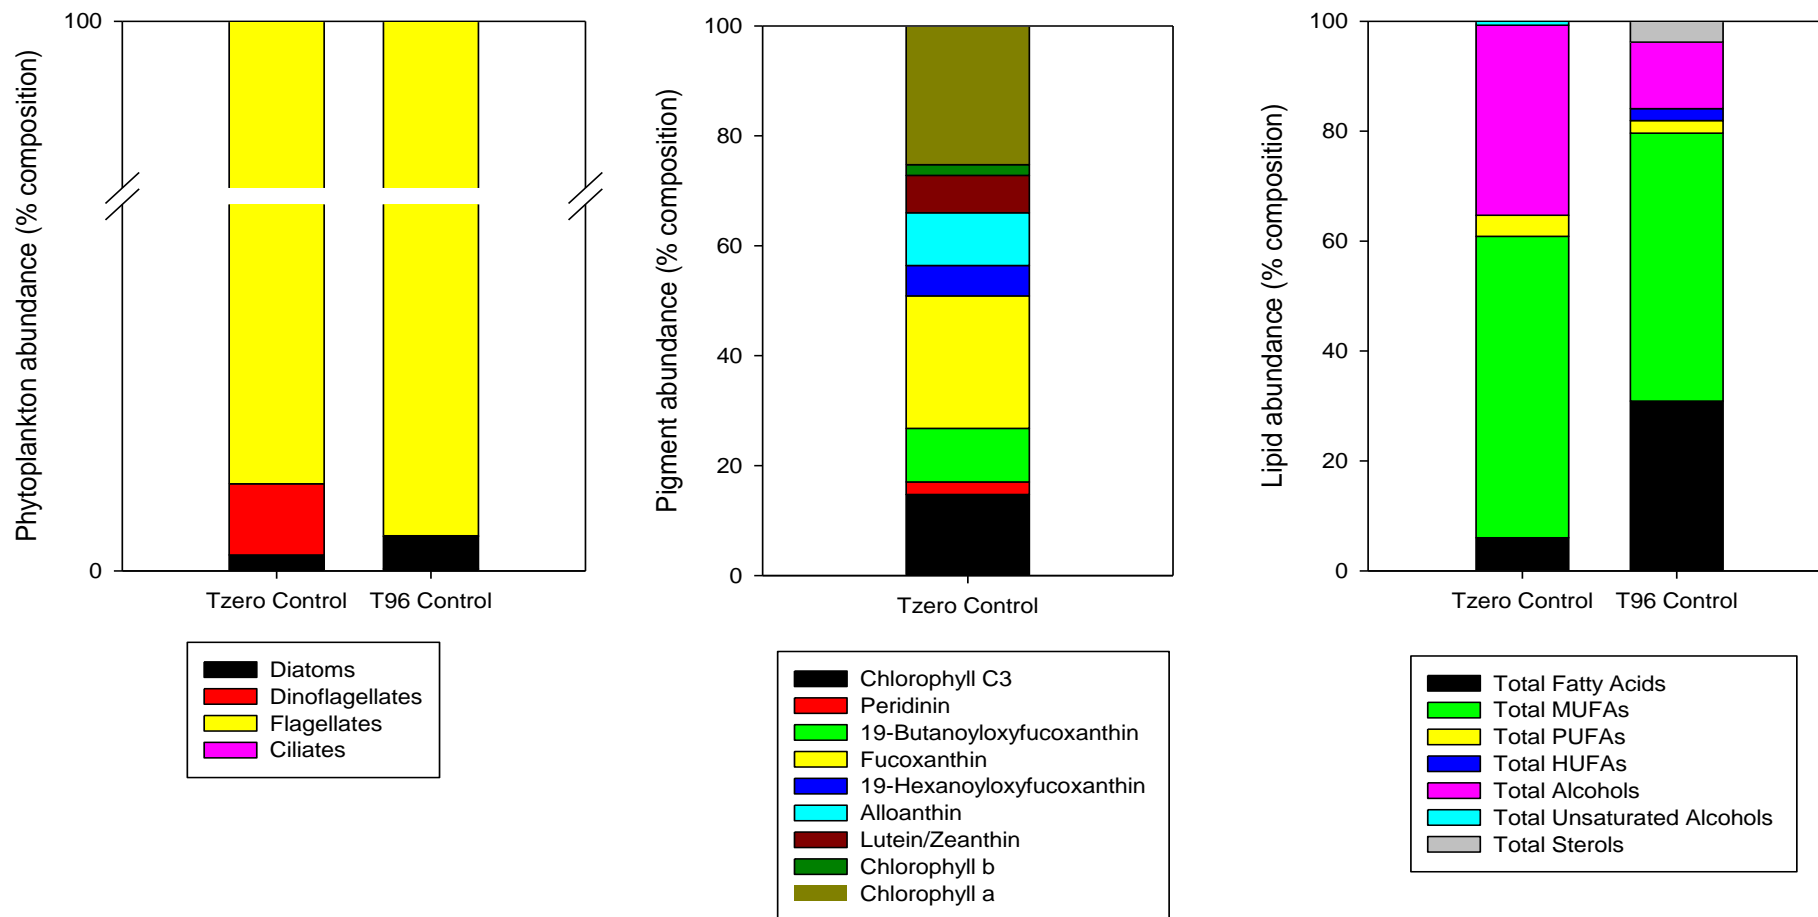 Phytoplankton abundance (% composition)
100
0
Tzero Control
T96 Control
Diatoms
Dinoflagellates
Flagellates
Ciliates
Pigment abundance (% composition)
100
80
60
40
20
0
Tzero Control
Chlorophyll C3
Peridinin
19-Butanoyloxyfucoxanthin
Fucoxanthin
19-Hexanoyloxyfucoxanthin
Alloanthin
Lutein/Zeanthin
Chlorophyll b
Chlorophyll a
Lipid abundance (% composition)
100
80
60
40
20
0
Tzero Control
T96 Control
Total Fatty Acids
Total MUFAs
Total PUFAs
Total HUFAs
Total Alcohols
Total Unsaturated Alcohols
Total Sterols